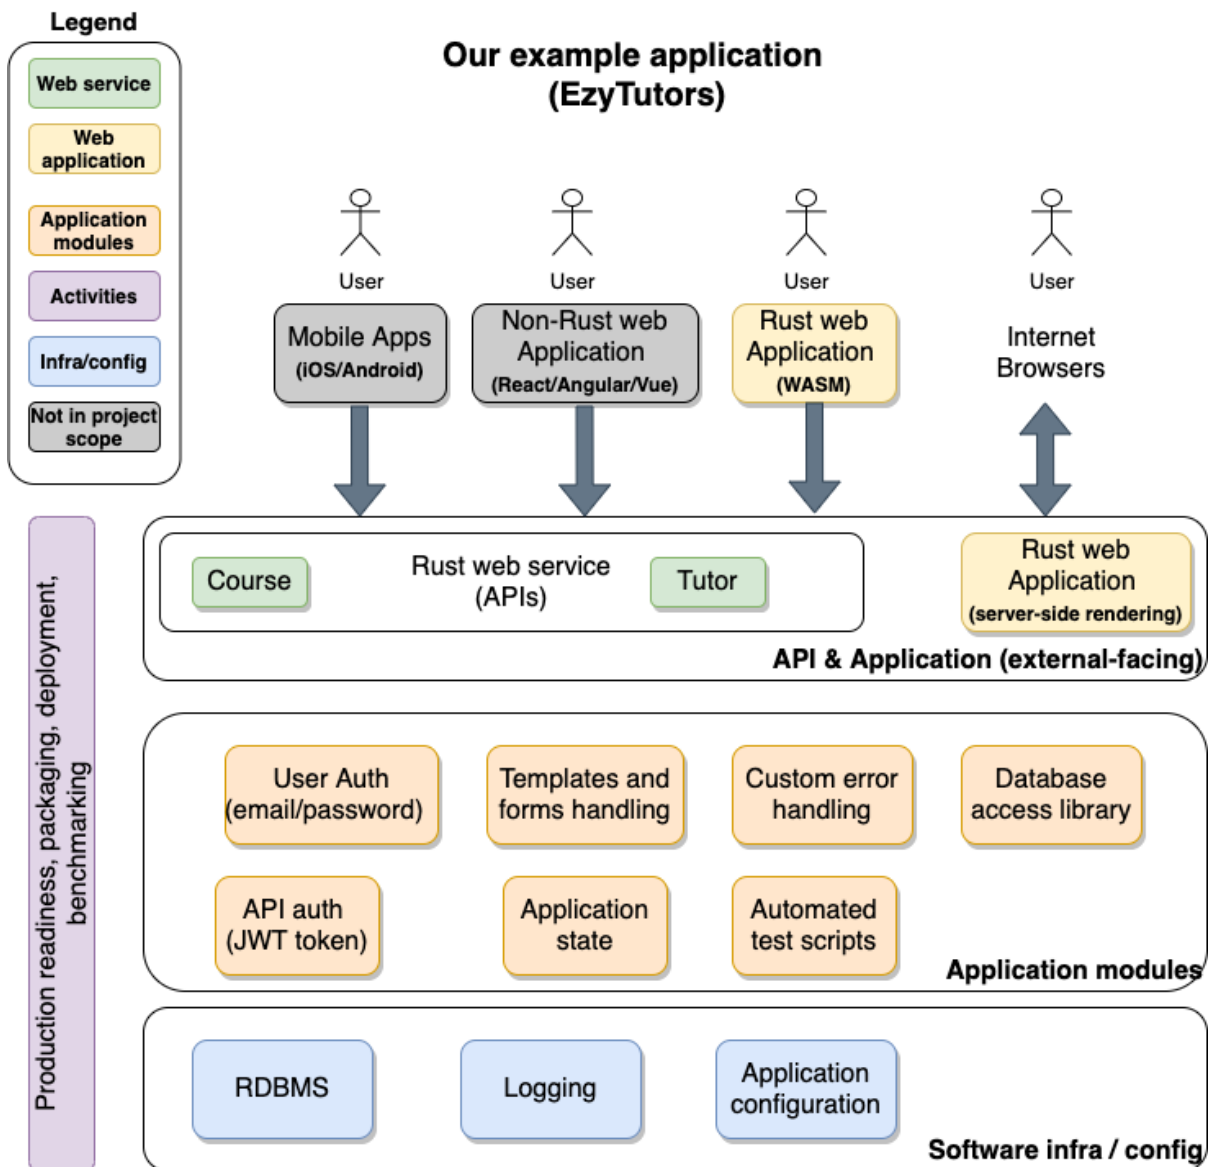 Legend
Web service
Web
application
Application
modules
Activities
Infra/config
Not in project
scope
Our example application
(EzyTutors)
User
User
User
User
Mobile Apps
(iOS/Android)
Non-Rust web
Application
(React/Angular/Vue)
Rust web
Application
(WASM)
Internet
Browsers
Course
Rust web service
(APIs)
Tutor
Rust web
Application
(server-side rendering)
API & Application (external-facing)
Production readiness, packaging, deployment,
benchmarking
User Auth
(email/password)
Templates and
forms handling
Custom error
handling
Database
access library
API auth
(JWT token)
Application
state
Automated
test scripts
Application modules
RDBMS
Logging
Application
configuration
Software infra / config